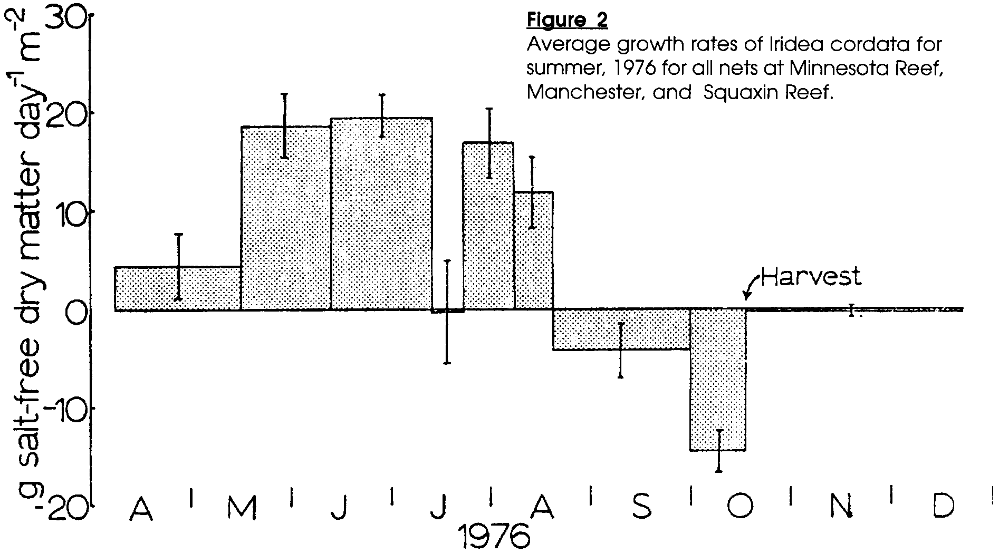 Figure 2
Average growth rates of Iridea cordata for
summer, 1976 for all nets at Minnesota Reef,
Manchester, and Squaxin Reef.
g salt-free dry matter day⁻¹ m⁻²
30
20
10
0
-10
-20
Harvest
A M J J A S O N D
1976